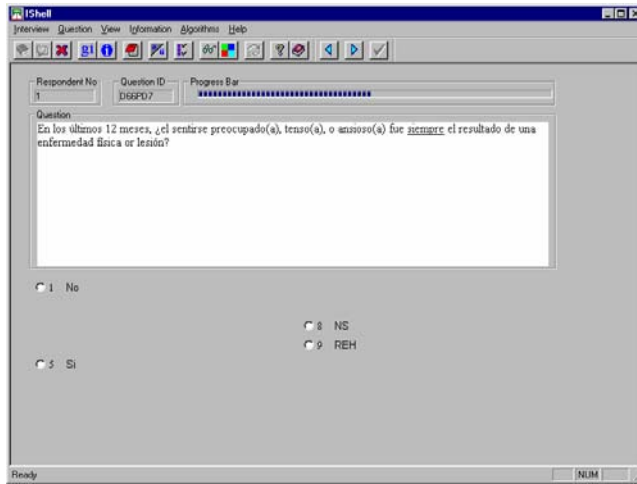 IShell
Interview Question View Information Algorithms Help
g1
Respondent No
Question ID
Progress Bar
1
D66PD7
Question
En los últimos 12 meses, ¿el sentirse preocupado(a), tenso(a), o ansioso(a) fue siempre el resultado de una
enfermedad física or lesión?
1 No
8 NS
9 REH
5 Si
Ready
NUM